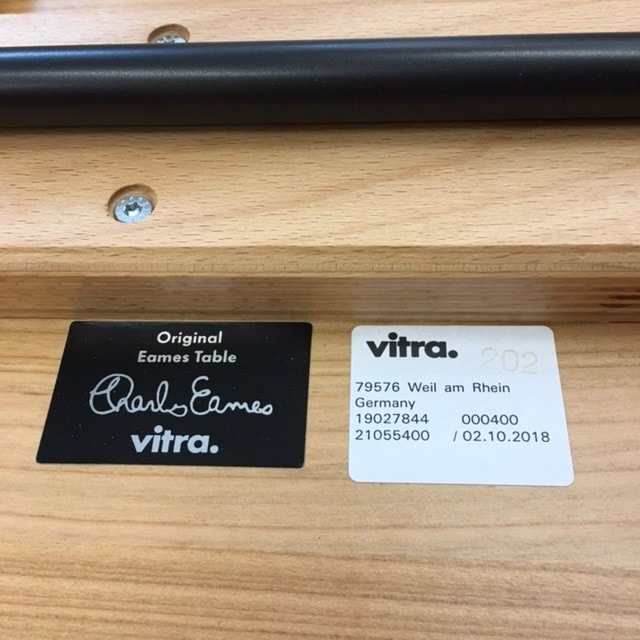 Original
Eames Table
Charles Eames
vitra.
vitra. 202
79576 Weil am Rhein
Germany
19027844 000400
21055400 / 02.10.2018